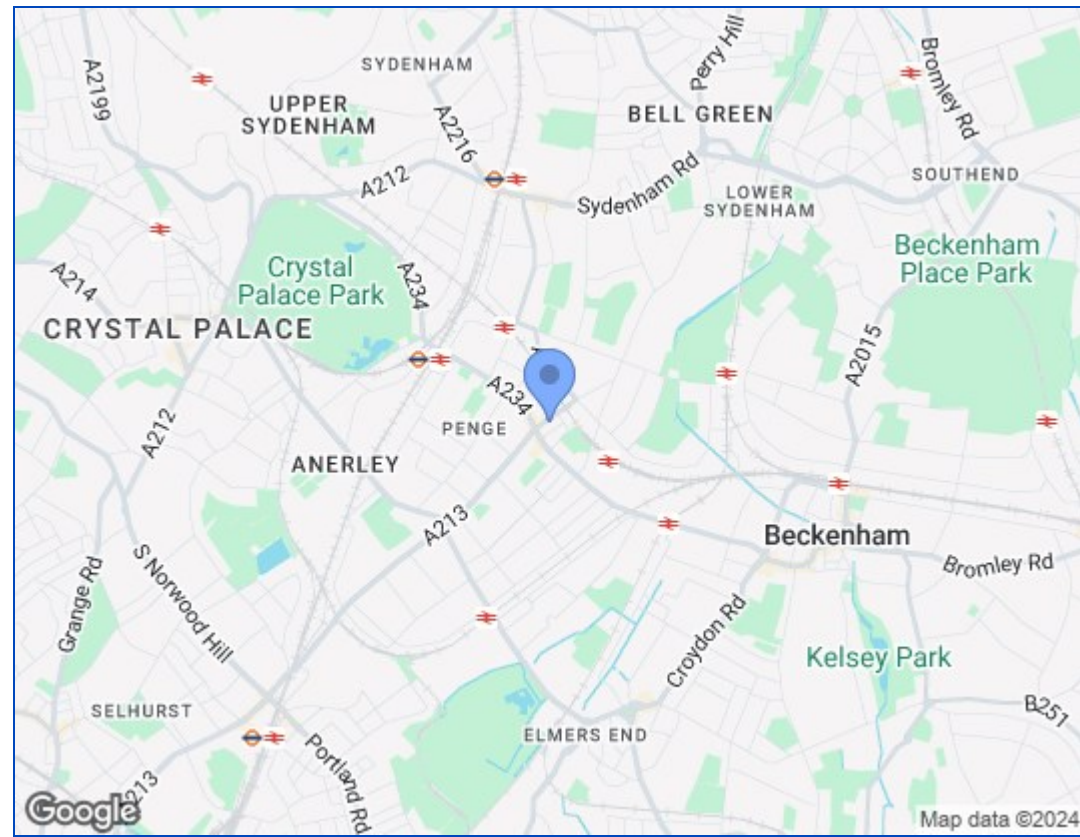 SYDENHAM
UPPER
SYDENHAM
A2199
A2216
Perry Hill
Bromley Rd
BELL GREEN
A212
Sydenham Rd
SOUTHEND
LOWER
SYDENHAM
Beckenham
Place Park
Crystal
Palace Park
A234
A214
CRYSTAL PALACE
A2015
A234
A212
PENGE
ANERLEY
A213
Beckenham
Bromley Rd
S Norwood Hill
Grange Rd
Croydon Rd
Kelsey Park
SELHURST
B251
ELMERS END
Portland Rd
Google
Map data ©2024